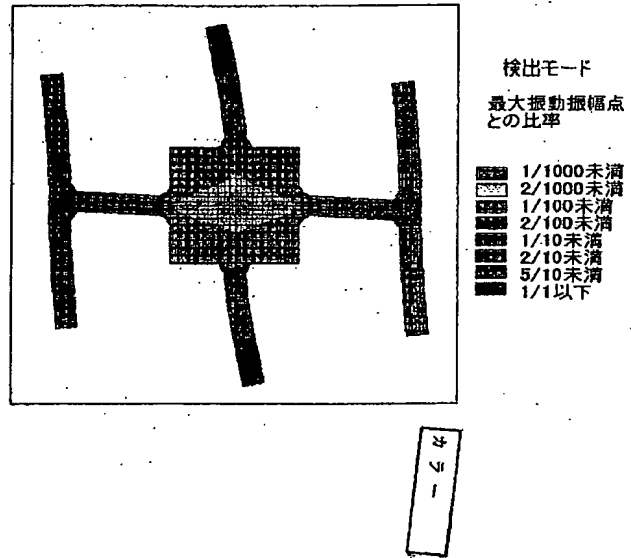 検出モード
最大振動振幅点
との比率
1/1000未満
2/1000未満
1/100未満
2/100未満
1/10未満
2/10未満
5/10未満
1/1以下
カラー